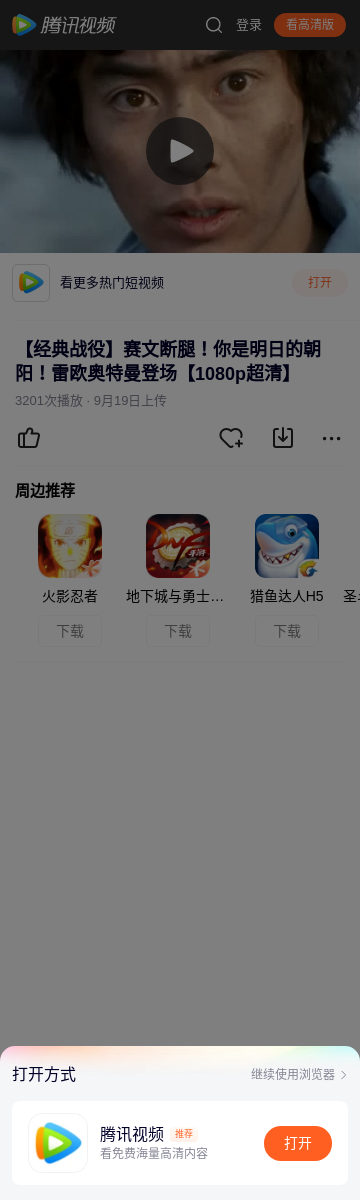 腾讯视频
登录
看高清版
看更多热门短视频
打开
【经典战役】赛文断腿！你是明日的朝
阳！雷欧奥特曼登场【1080p超清】
3201次播放 · 9月19日上传
周边推荐
火影忍者
地下城与勇士...
猎鱼达人H5
下载
下载
下载
打开方式
继续使用浏览器
腾讯视频
推荐
看免费海量高清内容
打开